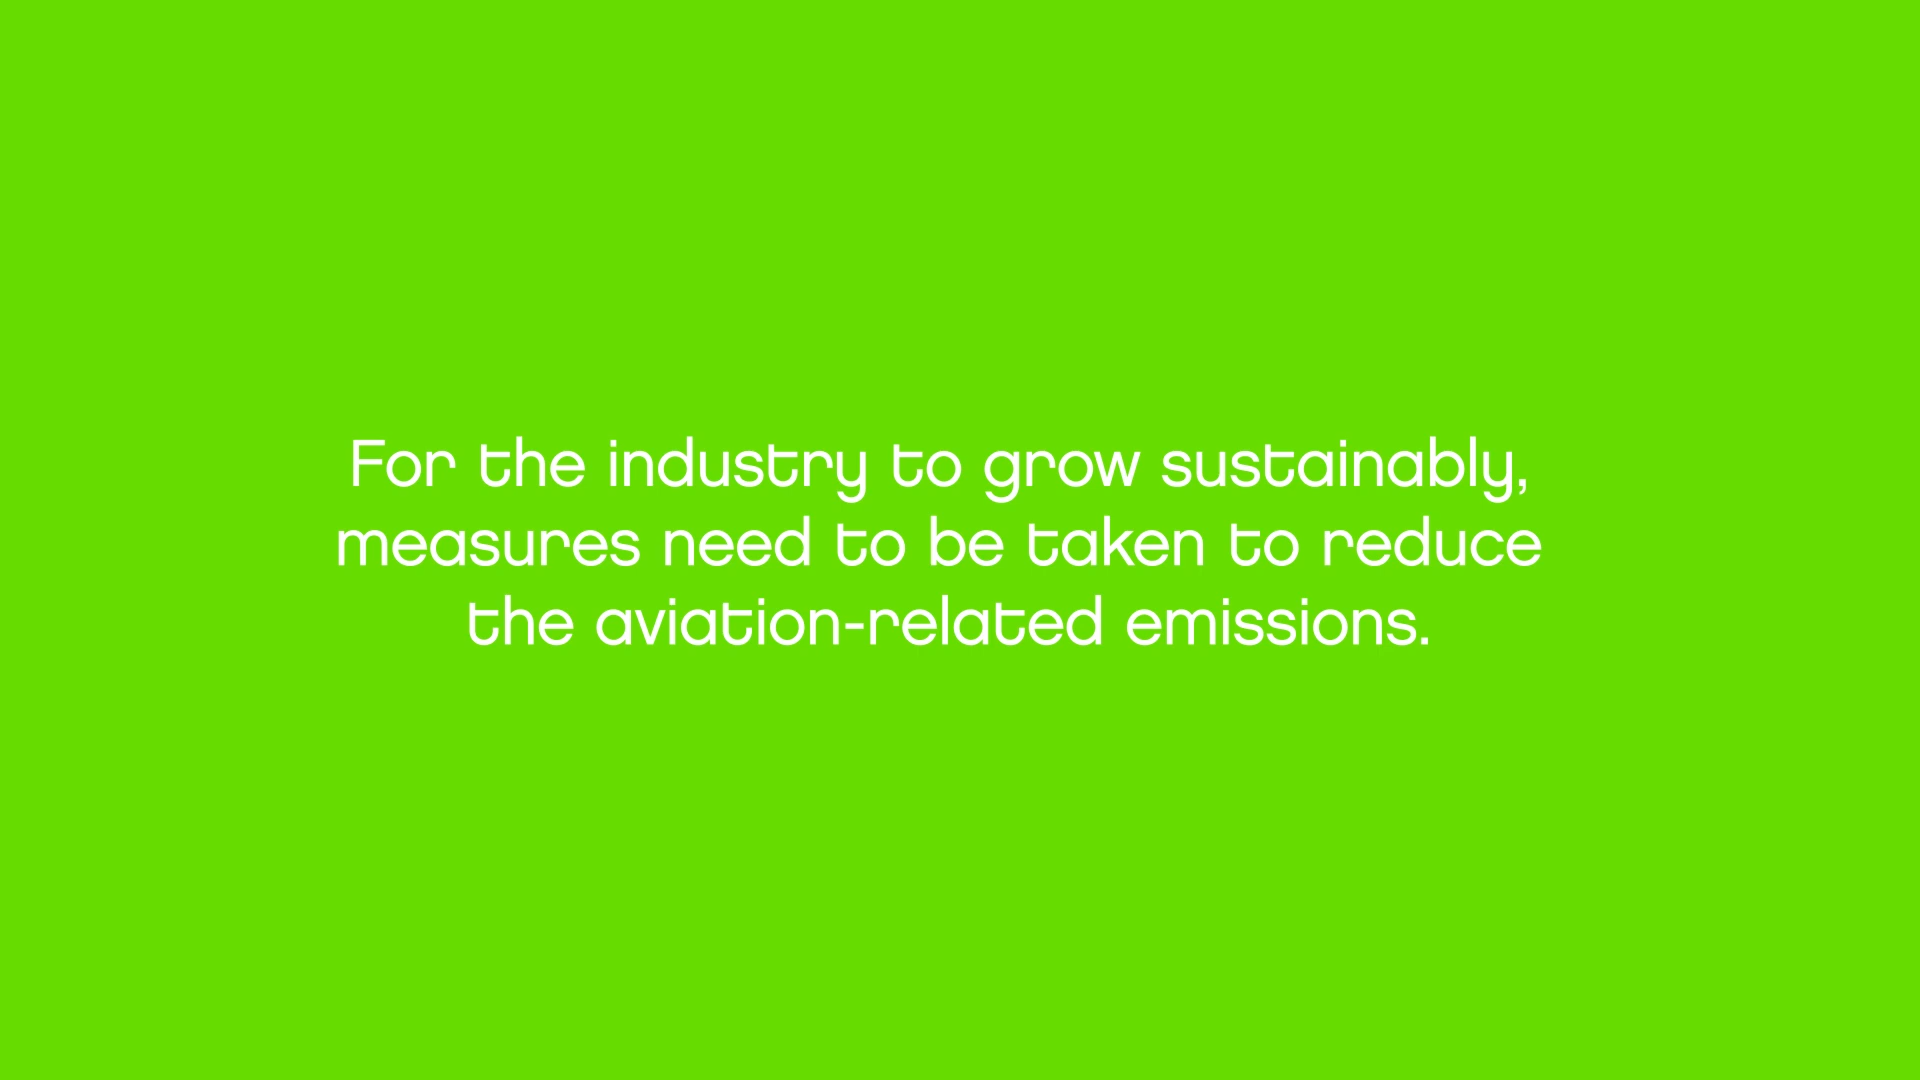 For the industry to grow sustainably,
measures need to be taken to reduce
the aviation-related emissions.